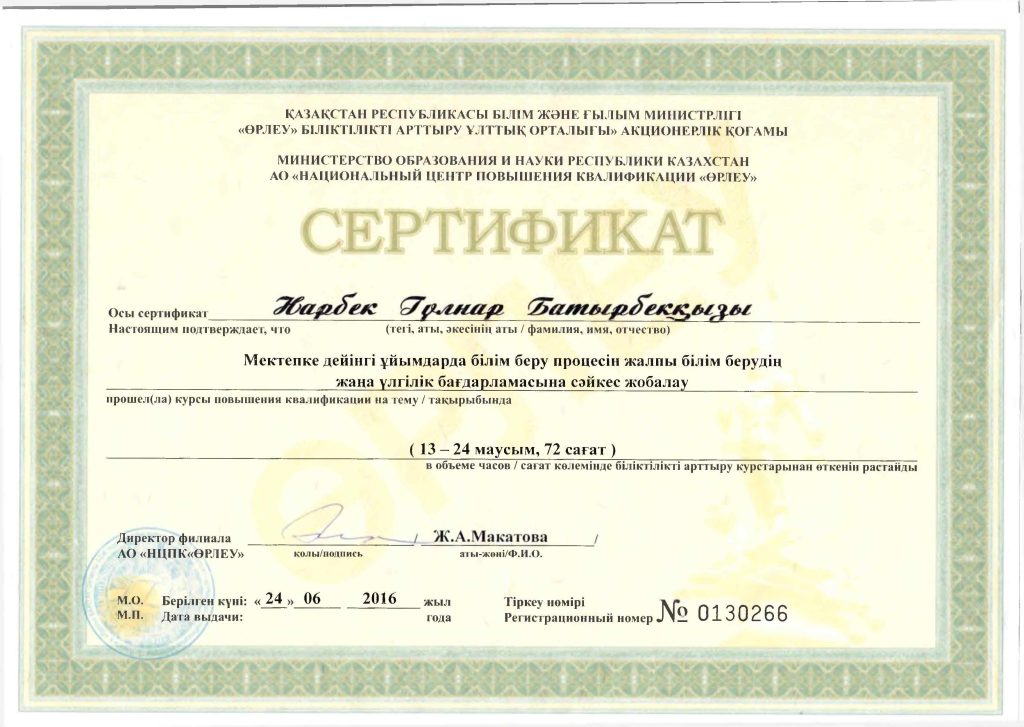 ҚАЗАҚСТАН РЕСПУБЛИКАСЫ БІЛІМ ЖӘНЕ ҒЫЛЫМ МИНИСТРЛІГІ
«ӨРЛЕУ» БІЛІКТІЛІКТІ АРТТЫРУ ҰЛТТЫҚ ОРТАЛЫҒЫ» АКЦИОНЕРЛІК ҚОҒАМЫ
МИНИСТЕРСТВО ОБРАЗОВАНИЯ И НАУКИ РЕСПУБЛИКИ КАЗАХСТАН
АО «НАЦИОНАЛЬНЫЙ ЦЕНТР ПОВЫШЕНИЯ КВАЛИФИКАЦИИ «ӨРЛЕУ»
СЕРТИФИКАТ
Осы сертификат Нарбек Гүлнар Батырбекқызы
Настоящим подтверждает, что (тегі, аты, әкесінің аты / фамилия, имя, отчество)
Мектепке дейінгі ұйымдарда білім беру процесін жалпы білім берудің
жаңа үлгілік бағдарламасына сәйкес жобалау
прошел(ла) курсы повышения квалификации на тему / тақырыбында
( 13 – 24 маусым, 72 сағат )
в объеме часов / сағат көлемінде біліктілікті арттыру курстарынан өткенін растайды
Директор филиала / Ж.А.Макатова /
АО «НЦПК«ӨРЛЕУ» қолы/подпись аты-жөні/Ф.И.О.
М.О. Берілген күні: « 24 » 06 2016 жыл Тіркеу нөмірі
М.П. Дата выдачи: года Регистрационный номер № 0130266
ӨРЛЕУ